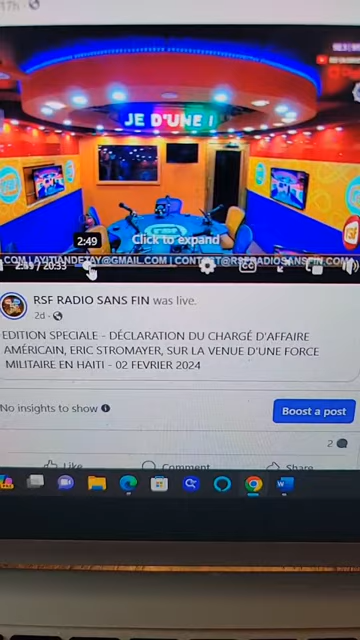 17h
JE D'UNE !
2:49
Click to expand
COM | AYITIANDETAY@GMAIL.COM | CONTACT@RSFRADIOSANSFIN.COM
/ 20:33
CC
RSF RADIO SANS FIN was live.
2d
EDITION SPECIALE - DÉCLARATION DU CHARGÉ D'AFFAIRE
AMÉRICAIN, ERIC STROMAYER, SUR LA VENUE D'UNE FORCE
MILITAIRE EN HAITI - 02 FEVRIER 2024
No insights to show
Boost a post
2
Like
Comment
Share